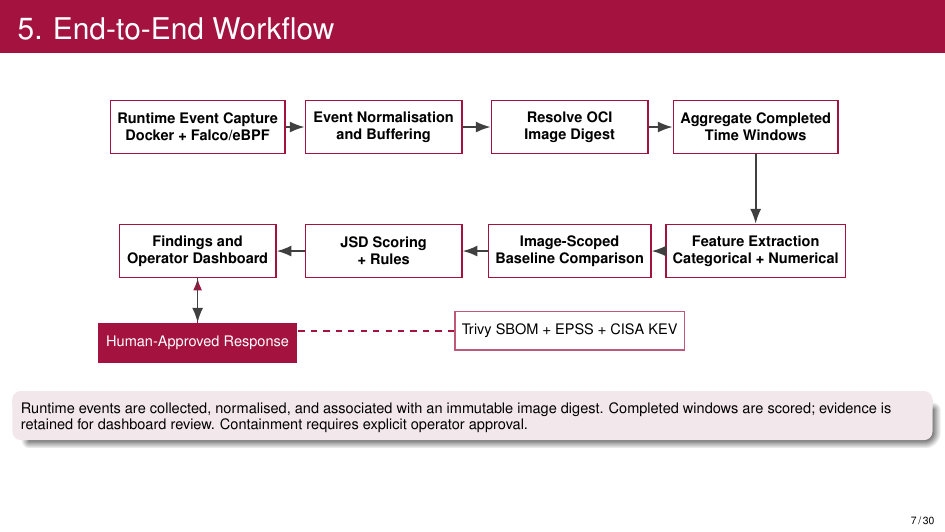 5. End-to-End Workflow
Runtime Event Capture
Docker + Falco/eBPF
Event Normalisation
and Buffering
Resolve OCI
Image Digest
Aggregate Completed
Time Windows
Findings and
Operator Dashboard
JSD Scoring
+ Rules
Image-Scoped
Baseline Comparison
Feature Extraction
Categorical + Numerical
Human-Approved Response
Trivy SBOM + EPSS + CISA KEV
Runtime events are collected, normalised, and associated with an immutable image digest. Completed windows are scored; evidence is
retained for dashboard review. Containment requires explicit operator approval.
7 / 30